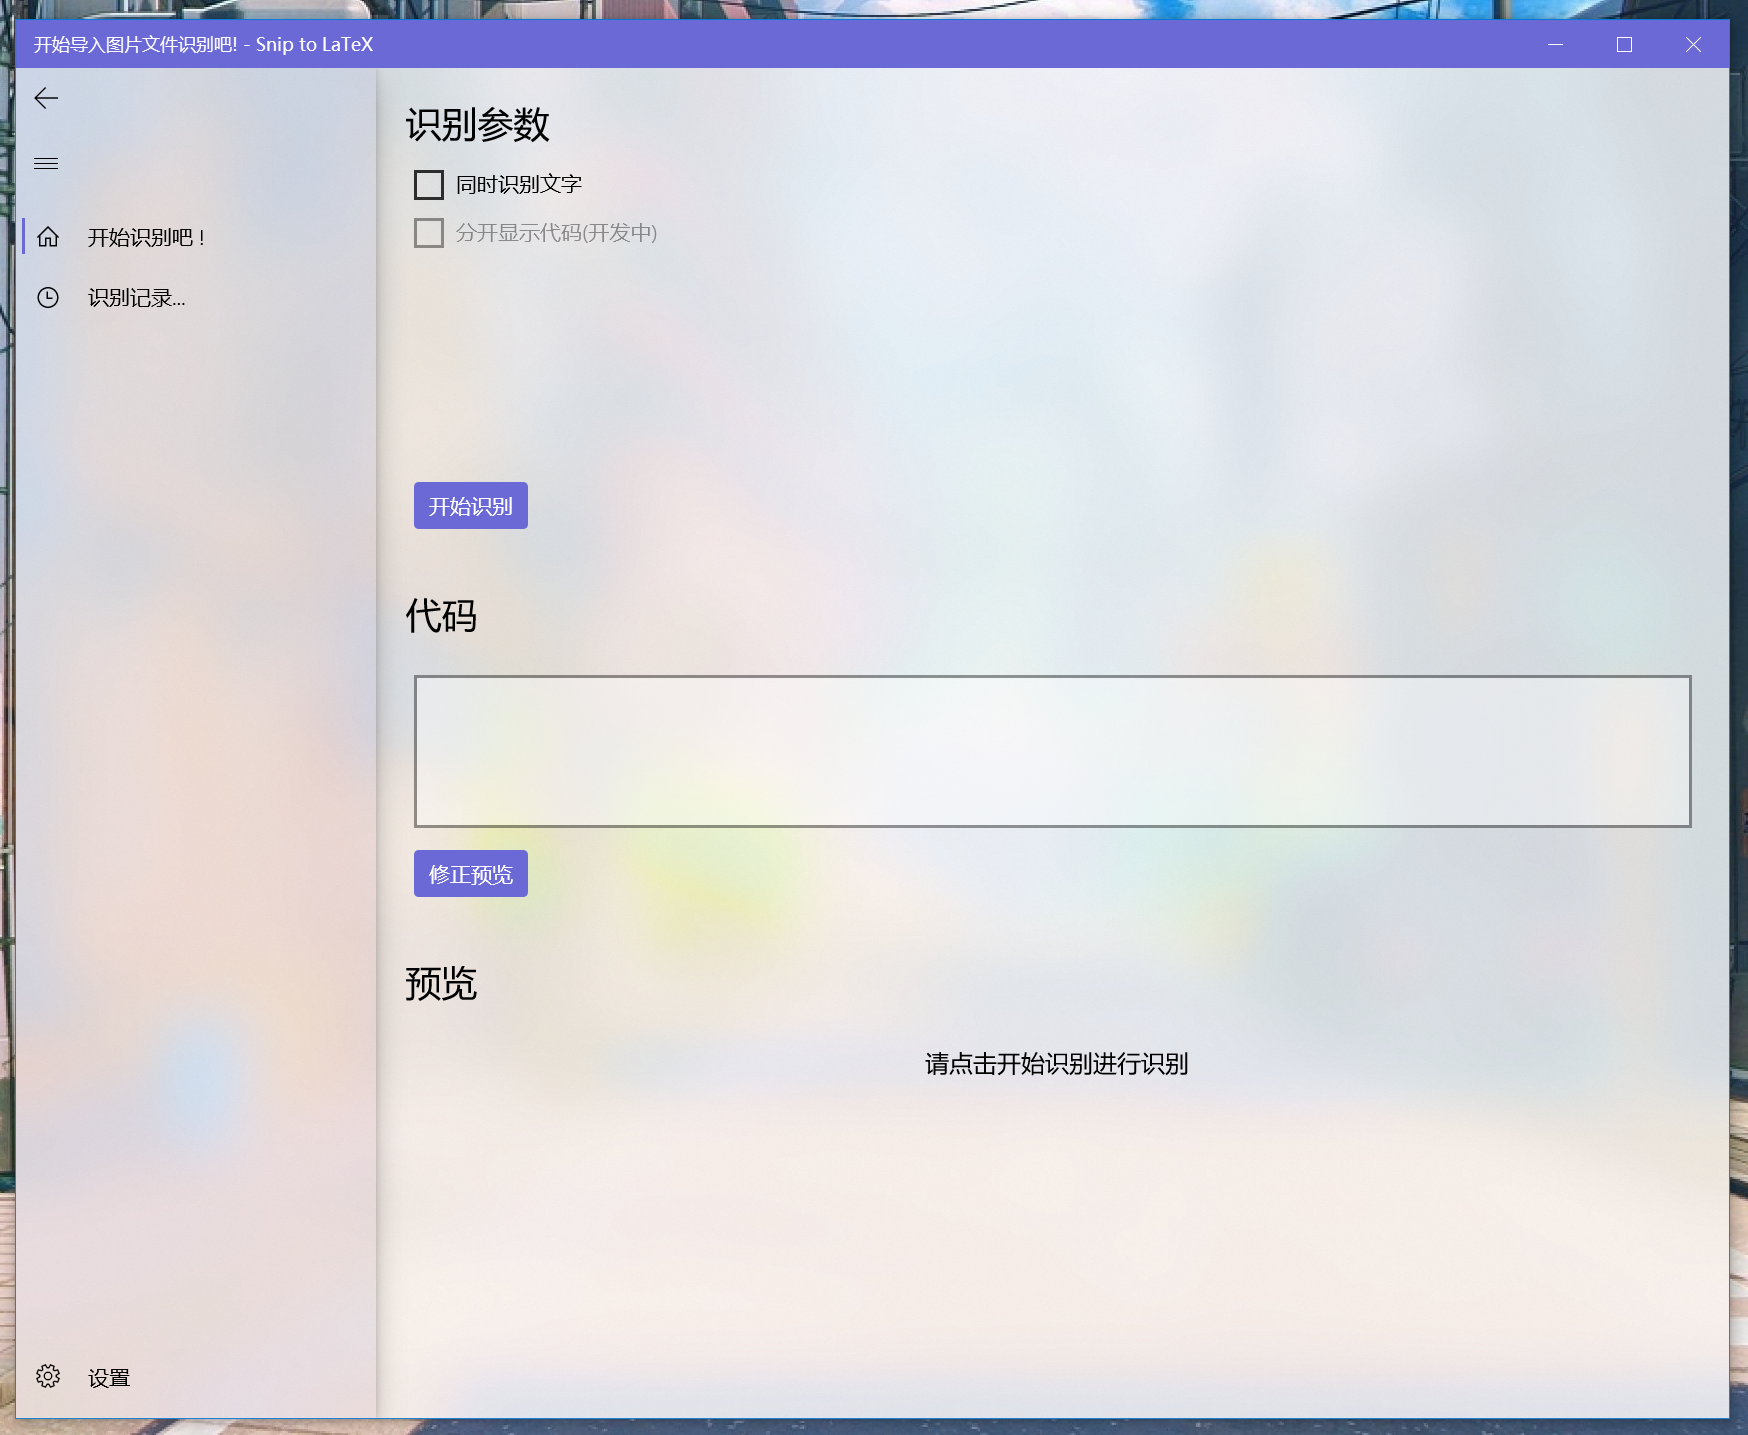 开始导入图片文件识别吧! - Snip to LaTeX
开始识别吧！
识别记录...
设置
识别参数
同时识别文字
分开显示代码(开发中)
开始识别
代码
修正预览
预览
请点击开始识别进行识别